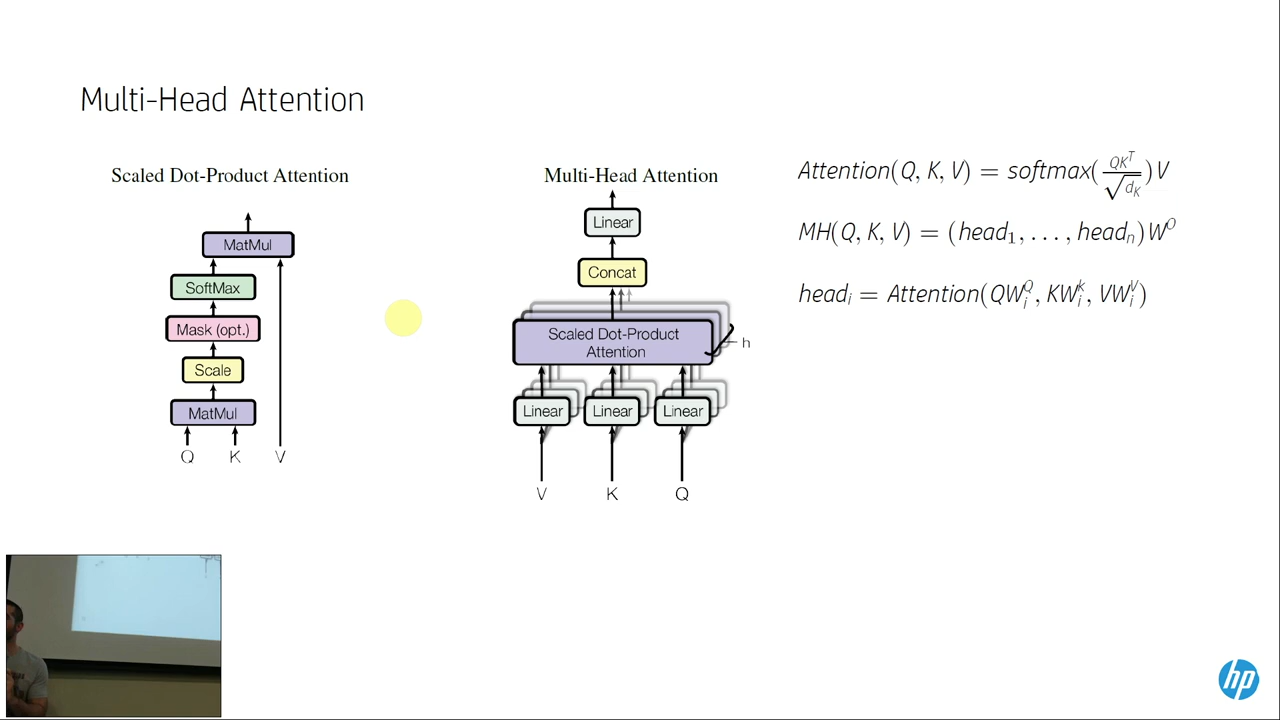 Multi-Head Attention
Scaled Dot-Product Attention
MatMul
SoftMax
Mask (opt.)
Scale
MatMul
Q K V
Multi-Head Attention
Linear
Concat
Scaled Dot-Product
Attention
h
Linear Linear Linear
V K Q
Attention(Q, K, V) = softmax(\frac{QK^T}{\sqrt{d_K}})V
MH(Q, K, V) = (head_1, ..., head_n)W^O
head_i = Attention(QW_i^Q, KW_i^K, VW_i^V)
hp